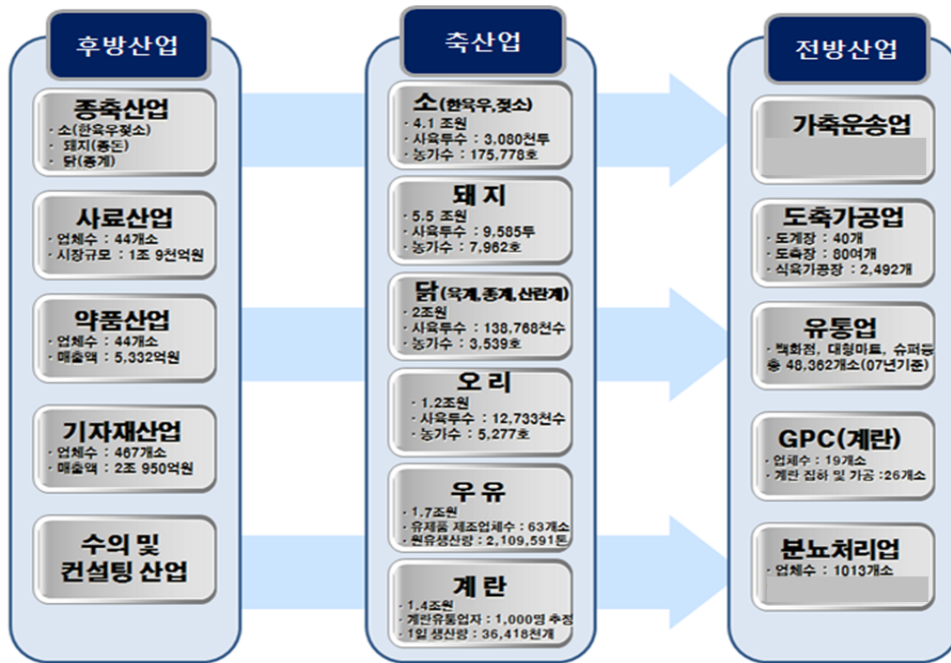 후방산업
종축산업
· 소(한육우젖소)
· 돼지(종돈)
· 닭(종계)
사료산업
· 업체수 : 44개소
· 시장규모 : 1조 9천억원
약품산업
· 업체수 : 44개소
· 매출액 : 5,332억원
기자재산업
· 업체수 : 467개소
· 매출액 : 2조 950억원
수의 및
컨설팅 산업
축산업
소(한육우,젖소)
· 4.1 조원
· 사육투수 : 3,080천투
· 농가수 : 175,778호
돼지
· 5.5 조원
· 사육투수 : 9,585투
· 농가수 : 7,962호
닭(육계,종계,산란계)
· 2조원
· 사육투수 : 138,768천수
· 농가수 : 3,539호
오리
· 1.2조원
· 사육투수 : 12,733천수
· 농가수 : 5,277호
우유
· 1.7조원
· 유제품 제조업체수 : 63개소
· 원유생산량 : 2,109,591톤
계란
· 1.4조원
· 계란유통업자 : 1,000명 추정
· 1일 생산량 : 36,418천개
전방산업
가축운송업
도축가공업
· 도계장 : 40개
· 도축장 : 80여개
· 식육가공장 : 2,492개
유통업
· 백화점, 대형마트, 슈퍼등
총 48,362개소(07년기준)
GPC(계란)
· 업체수 : 19개소
· 계란 집하 및 가공 :26개소
분뇨처리업
· 업체수 : 1013개소